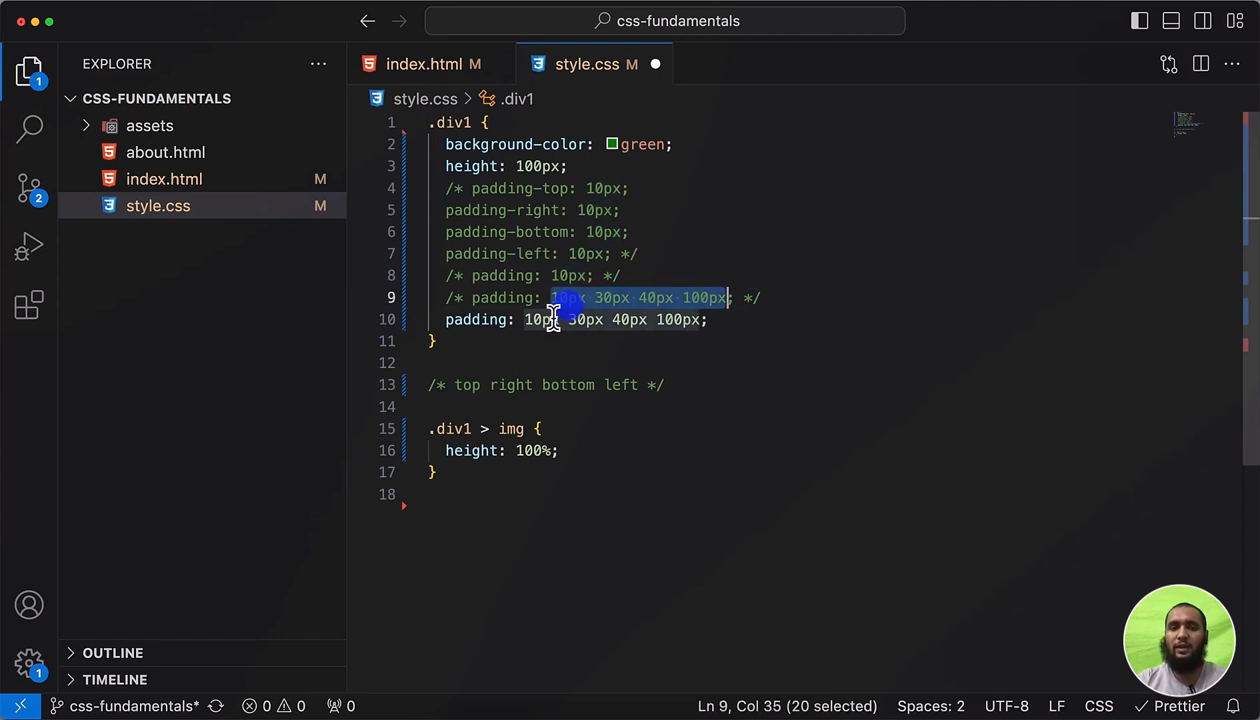 css-fundamentals
EXPLORER
index.html M
style.css M
CSS-FUNDAMENTALS
style.css > .div1
assets
about.html
index.html M
style.css M
1
2
1 .div1 {
2 background-color: green;
3 height: 100px;
4 /* padding-top: 10px;
5 padding-right: 10px;
6 padding-bottom: 10px;
7 padding-left: 10px; */
8 /* padding: 10px; */
9 /* padding: 10px 30px 40px 100px; */
10 padding: 10px 30px 40px 100px;
11 }
12
13 /* top right bottom left */
14
15 .div1 > img {
16 height: 100%;
17 }
18
OUTLINE
TIMELINE
1
css-fundamentals* 0 0 0 Ln 9, Col 35 (20 selected) Spaces: 2 UTF-8 LF CSS Prettier